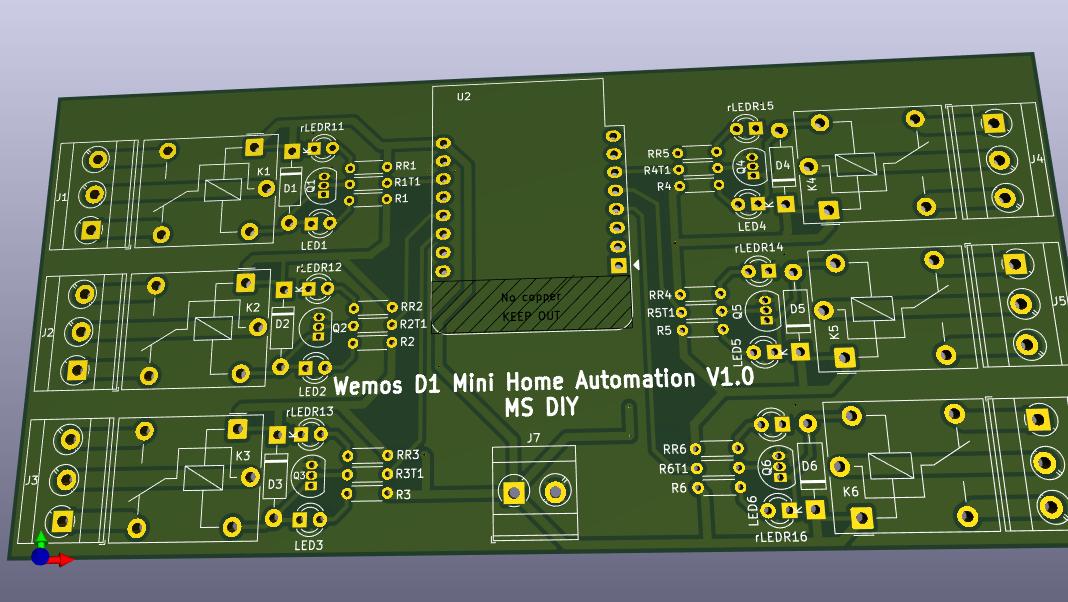 U2
rLEDR11
K1
J1
D1
Q1
RR1
R1T1
R1
LED1
rLEDR15
RR5
R4T1
R4
Q4
D4
K4
J4
LED4
rLEDR12
K2
J2
D2
Q2
RR2
R2T1
R2
LED2
No copper
KEEP OUT
rLEDR14
RR4
R5T1
R5
Q5
D5
K5
LED5
Wemos D1 Mini Home Automation V1.0
MS DIY
rLEDR13
K3
J3
D3
Q3
RR3
R3T1
R3
LED3
J7
RR6
R6T1
R6
Q6
D6
K6
LED6
rLEDR16